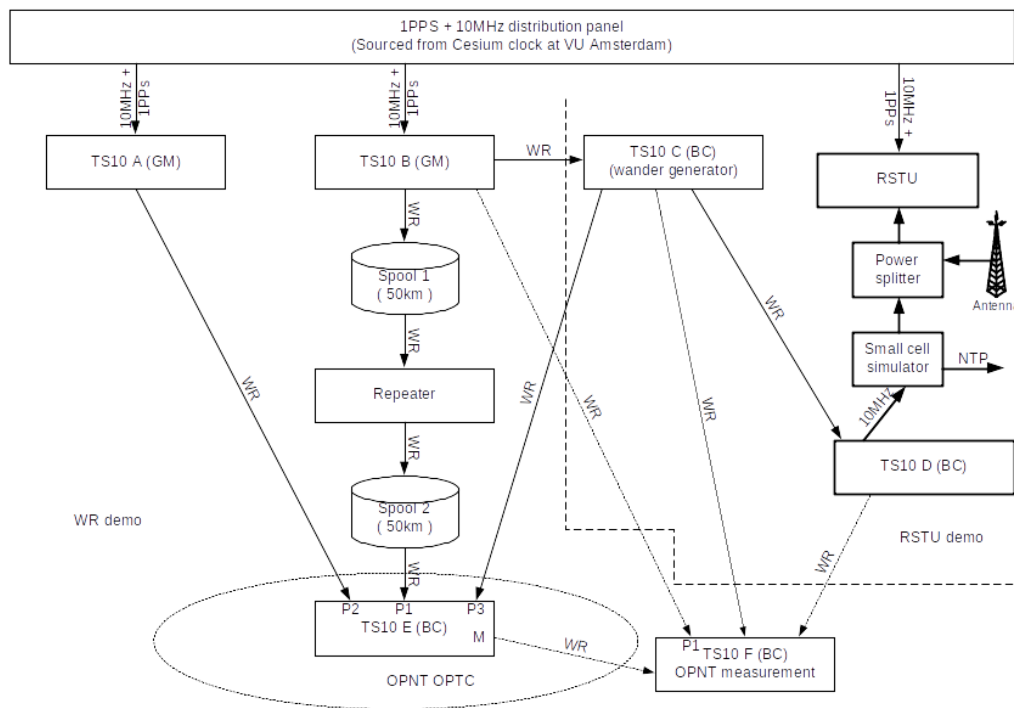 1PPS + 10MHz distribution panel
(Sourced from Cesium clock at VU Amsterdam)
10MHz +
1PPs
10MHz +
1PPs
10MHz +
1PPs
TS10 A (GM)
TS10 B (GM)
WR
TS10 C (BC)
(wander generator)
RSTU
WR
Spool 1
( 50km )
Power
splitter
Antenna
WR
WR
Small cell
simulator
NTP
WR
Repeater
WR
WR
WR
10MHZ
WR
TS10 D (BC)
Spool 2
( 50km )
WR demo
RSTU demo
WR
WR
P2
P1
P3
TS10 E (BC)
M
WR
P1
TS10 F (BC)
OPNT measurement
OPNT OPTC